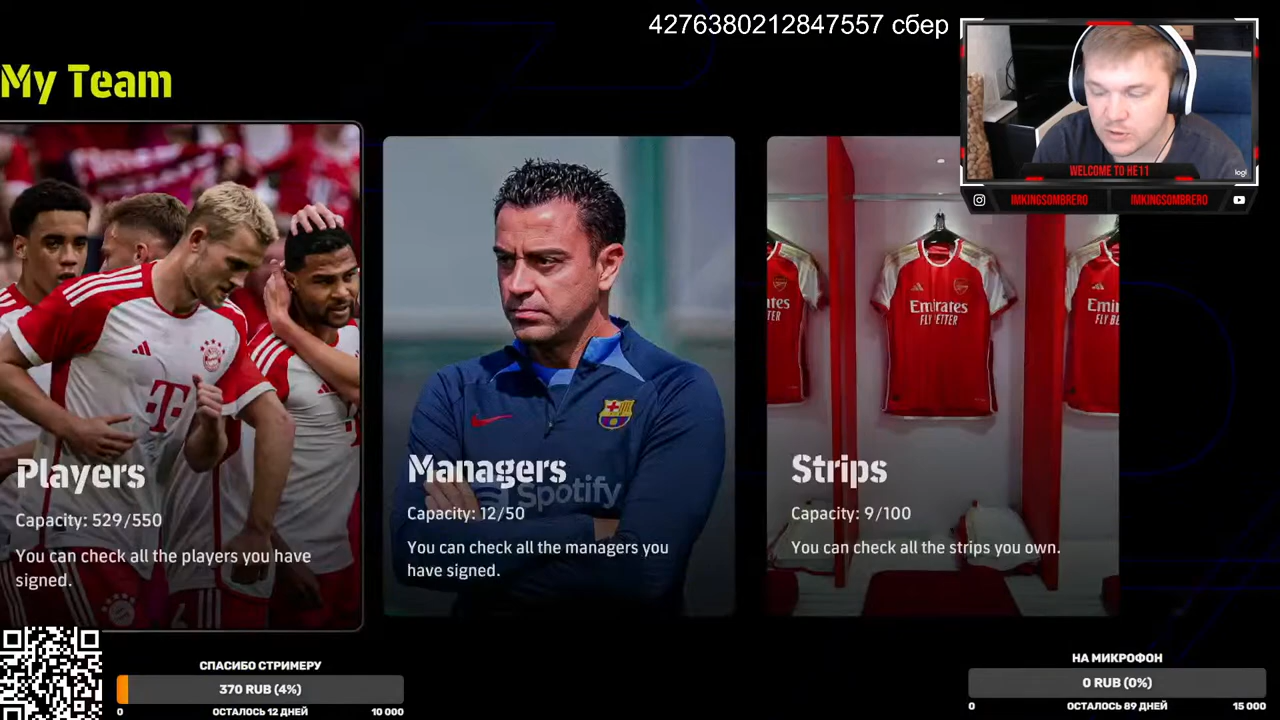 4276380212847557 сбер
My Team
WELCOME TO HE11
logi
IMKINGSOMBRERO
IMKINGSOMBRERO
Emirates
FLY BETTER
Spotify
Players
Capacity: 529/550
You can check all the players you have
signed.
Managers
Capacity: 12/50
You can check all the managers you
have signed.
Strips
Capacity: 9/100
You can check all the strips you own.
СПАСИБО СТРИМЕРУ
370 RUB (4%)
0 ОСТАЛОСЬ 12 ДНЕЙ 10 000
НА МИКРОФОН
0 RUB (0%)
0 ОСТАЛОСЬ 89 ДНЕЙ 15 000